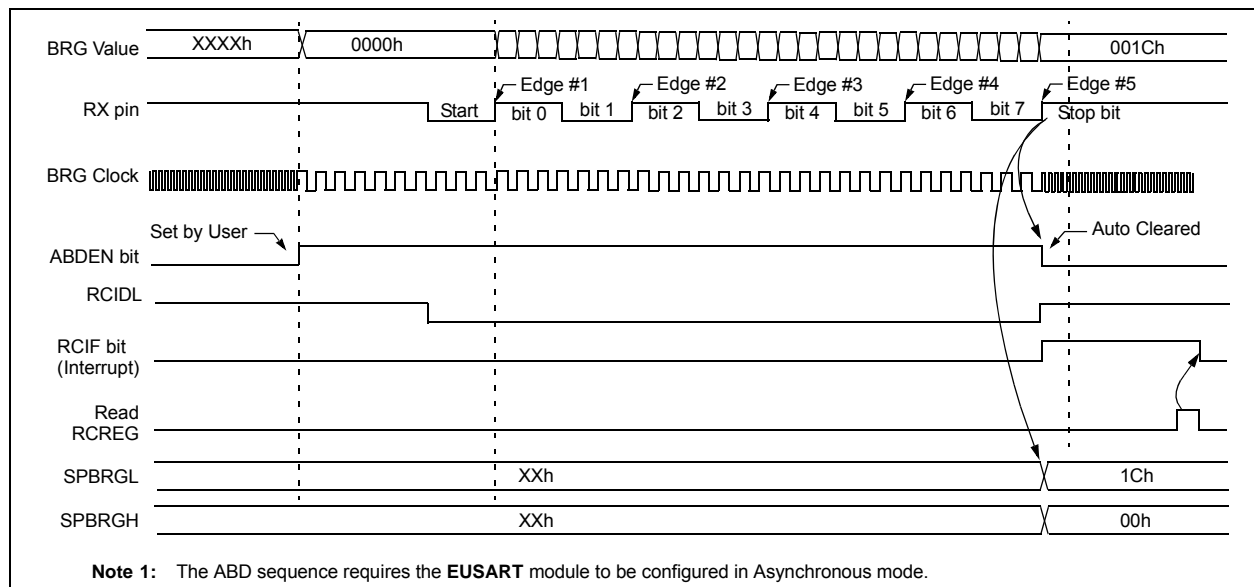 BRG Value XXXXh 0000h 001Ch
Edge #1 Edge #2 Edge #3 Edge #4 Edge #5
RX pin Start bit 0 bit 1 bit 2 bit 3 bit 4 bit 5 bit 6 bit 7 Stop bit
BRG Clock
Set by User Auto Cleared
ABDEN bit
RCIDL
RCIF bit
(Interrupt)
Read
RCREG
SPBRGL XXh 1Ch
SPBRGH XXh 00h
Note 1: The ABD sequence requires the EUSART module to be configured in Asynchronous mode.